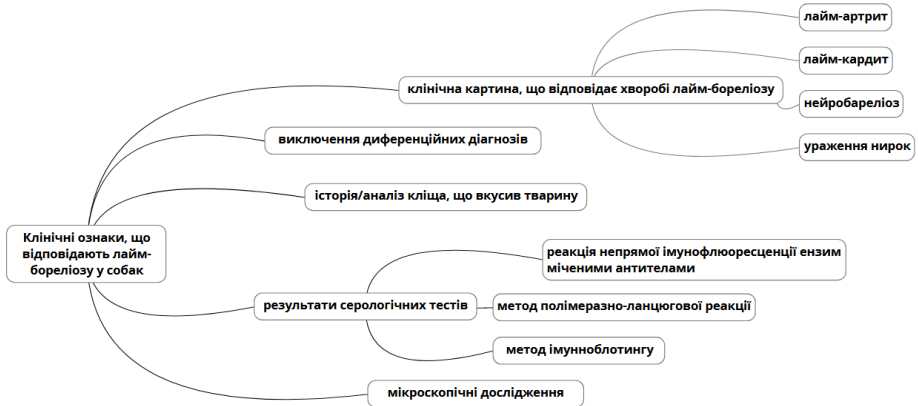 лайм-артрит
лайм-кардит
клінічна картина, що відповідає хворобі лайм-бореліозу
нейробареліоз
виключення диференційних діагнозів
ураження нирок
історія/аналіз кліща, що вкусив тварину
Клінічні ознаки, що
відповідають лайм-
бореліозу у собак
реакція непрямої імунофлюоресценції ензим
міченими антителами
результати серологічних тестів
метод полімеразно-ланцюгової реакції
метод імунноблотингу
мікроскопічні дослідження